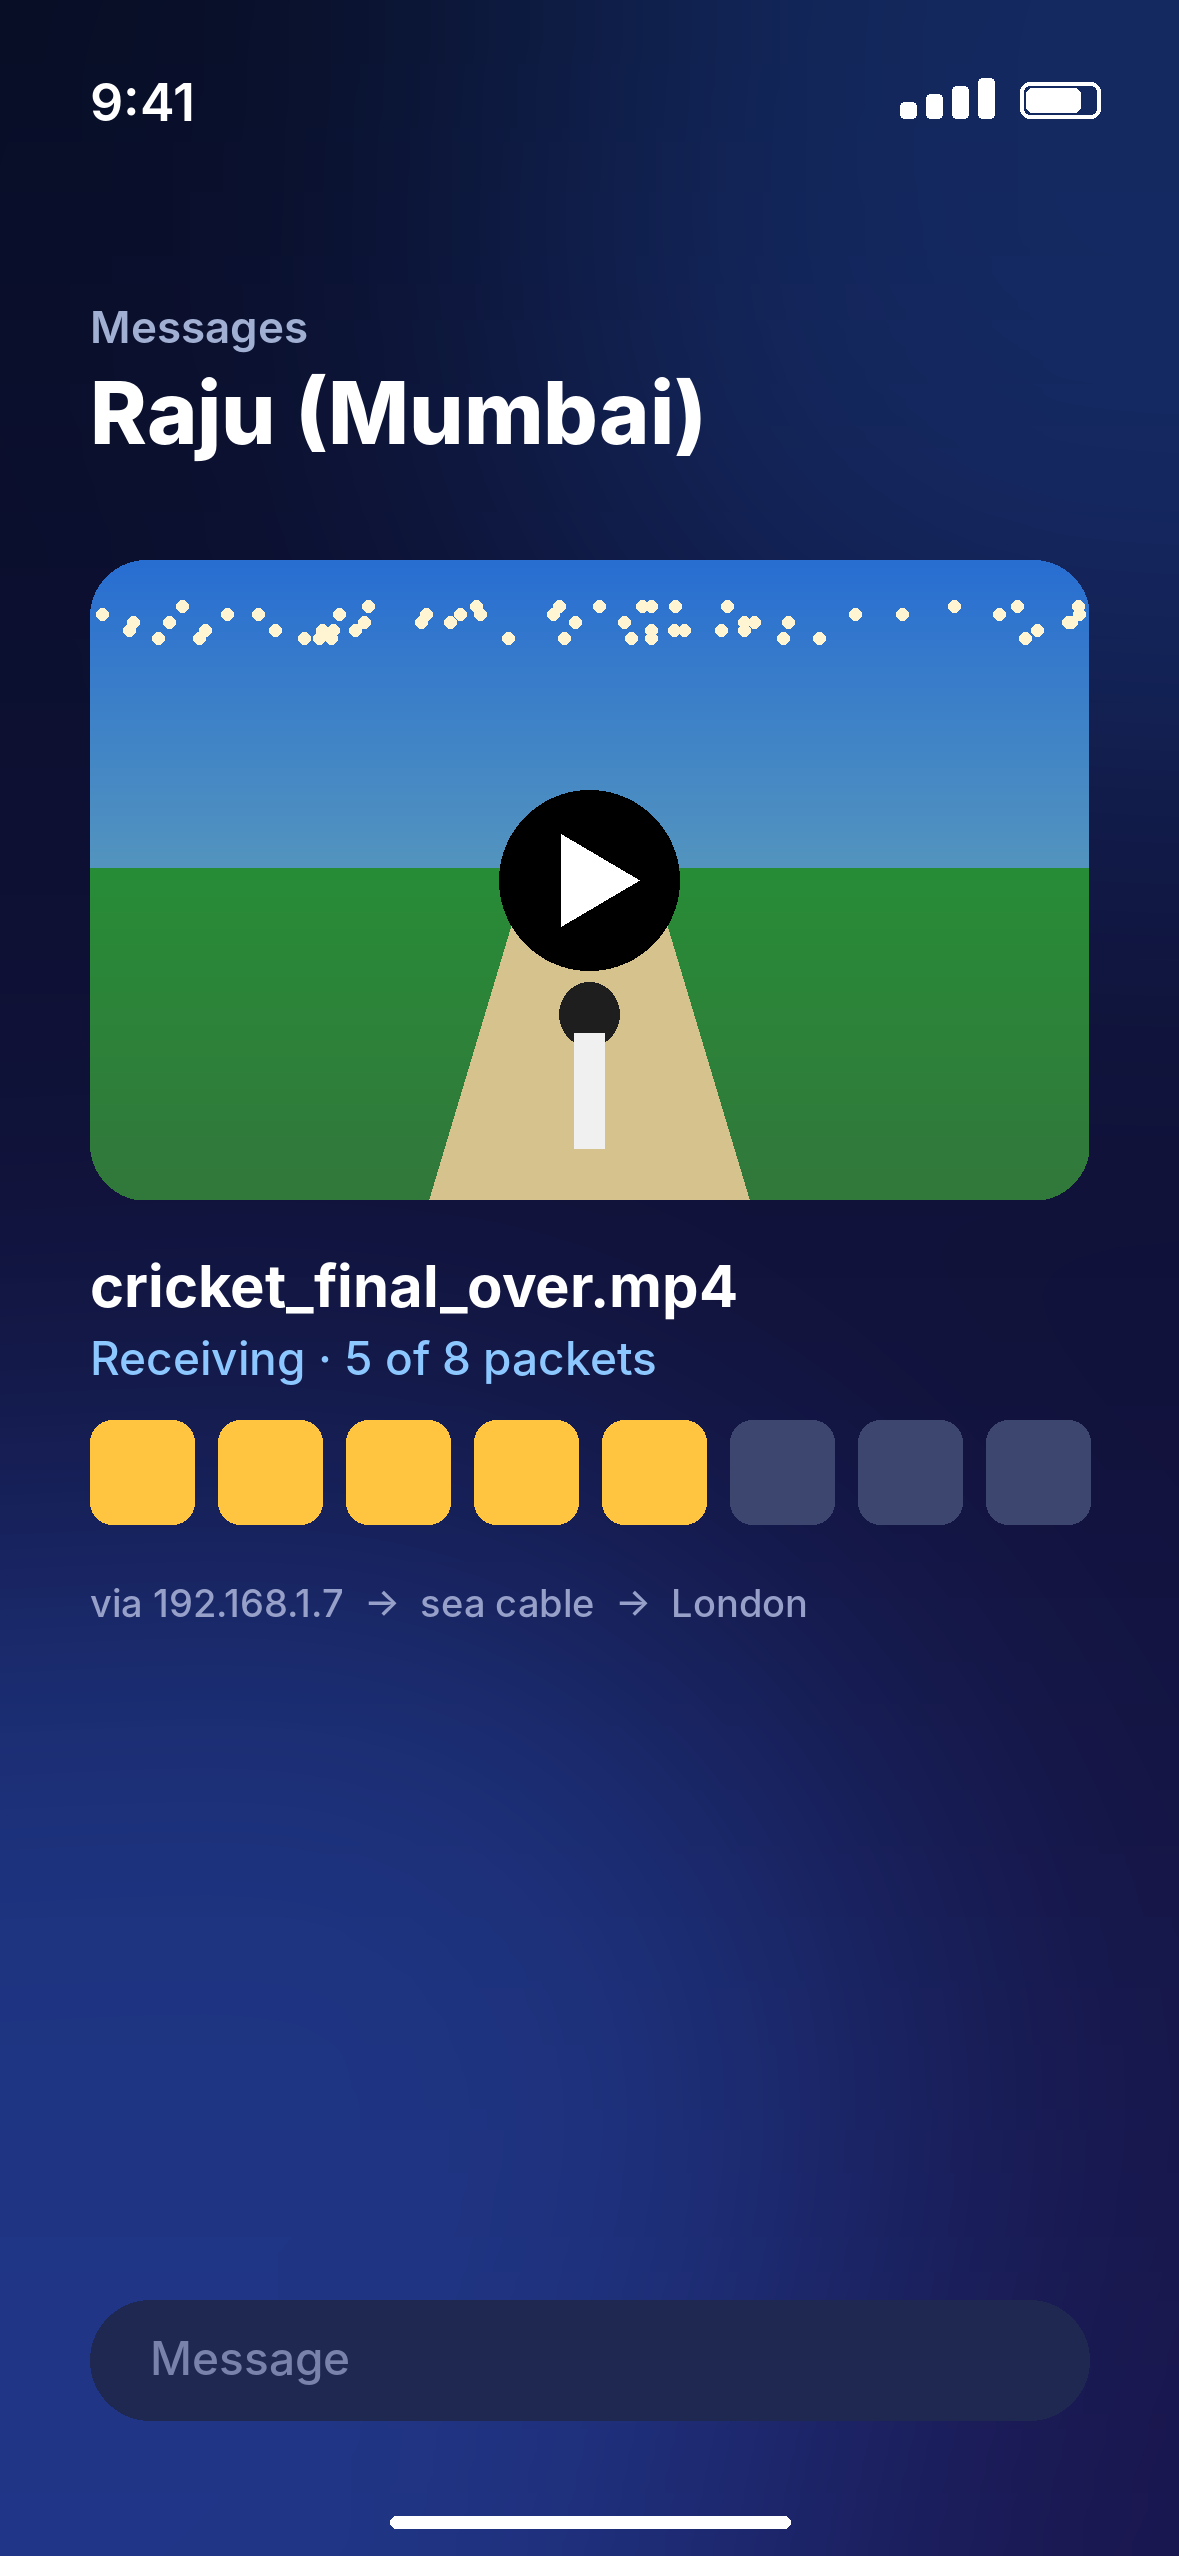 9:41
Messages
Raju (Mumbai)
cricket_final_over.mp4
Receiving · 5 of 8 packets
via 192.168.1.7 → sea cable → London
Message